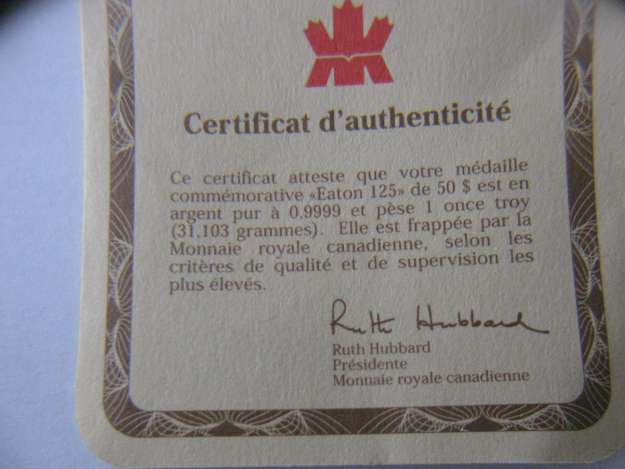 Certificat d'authenticité
Ce certificat atteste que votre médaille
commémorative «Eaton 125» de 50 $ est en
argent pur à 0.9999 et pèse 1 once troy
(31,103 grammes). Elle est frappée par la
Monnaie royale canadienne, selon les
critères de qualité et de supervision les
plus élevés.
Ruth Hubbard
Ruth Hubbard
Présidente
Monnaie royale canadienne